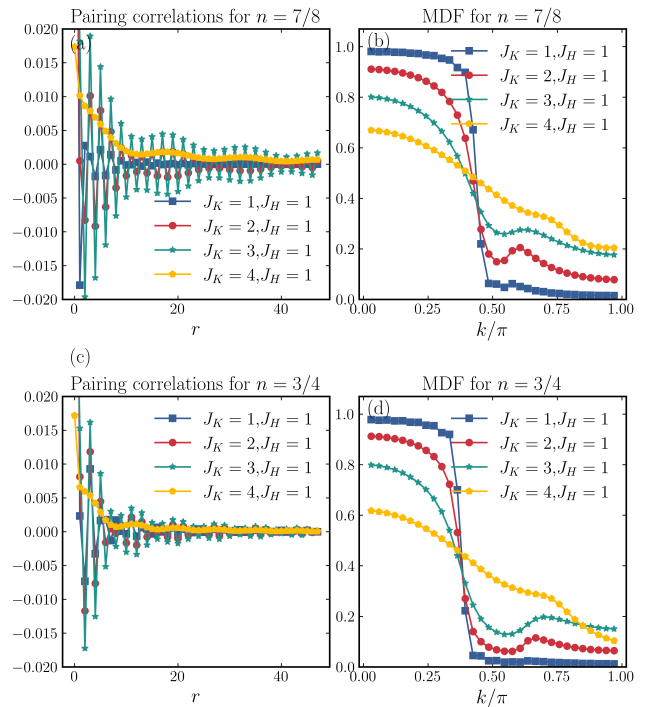 Pairing correlations for n = 7/8
(a)
0.020
0.015
0.010
0.005
0.000
−0.005
−0.010
−0.015
−0.020
J_K = 1,J_H = 1
J_K = 2,J_H = 1
J_K = 3,J_H = 1
J_K = 4,J_H = 1
0 20 40
r
MDF for n = 7/8
(b)
1.0
0.8
0.6
0.4
0.2
0.0
J_K = 1,J_H = 1
J_K = 2,J_H = 1
J_K = 3,J_H = 1
J_K = 4,J_H = 1
0.00 0.25 0.50 0.75 1.00
k/π
(c)
Pairing correlations for n = 3/4
0.020
0.015
0.010
0.005
0.000
−0.005
−0.010
−0.015
−0.020
J_K = 1,J_H = 1
J_K = 2,J_H = 1
J_K = 3,J_H = 1
J_K = 4,J_H = 1
0 20 40
r
MDF for n = 3/4
(d)
1.0
0.8
0.6
0.4
0.2
0.0
J_K = 1,J_H = 1
J_K = 2,J_H = 1
J_K = 3,J_H = 1
J_K = 4,J_H = 1
0.00 0.25 0.50 0.75 1.00
k/π